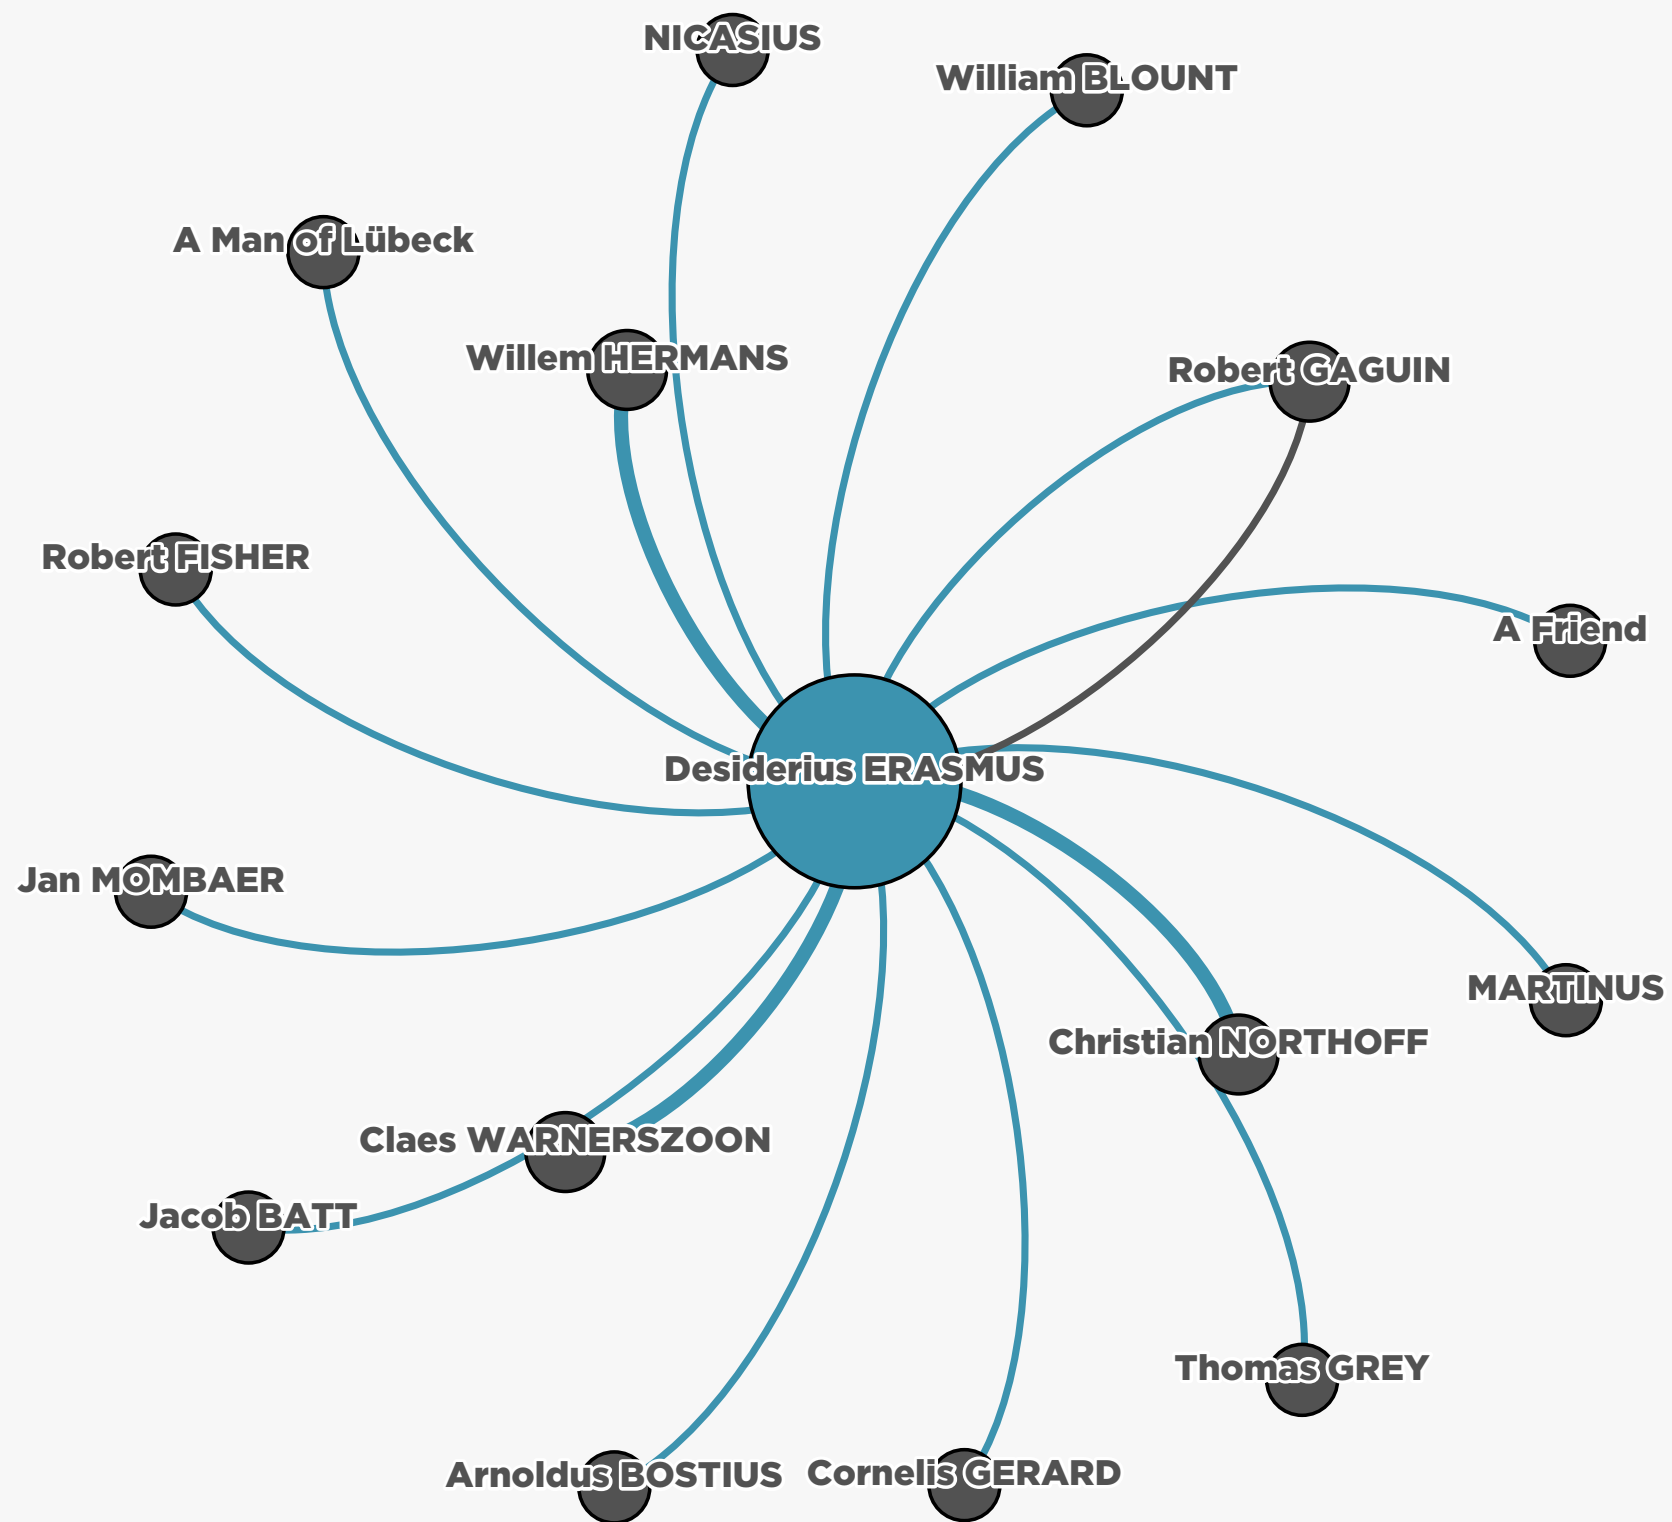 NICASIUS
William BLOUNT
A Man of Lübeck
Willem HERMANS
Robert GAGUIN
Robert FISHER
A Friend
Desiderius ERASMUS
Jan MOMBAER
MARTINUS
Christian NORTHOFF
Claes WARNERSZOON
Jacob BATT
Thomas GREY
Arnoldus BOSTIUS
Cornelis GERARD